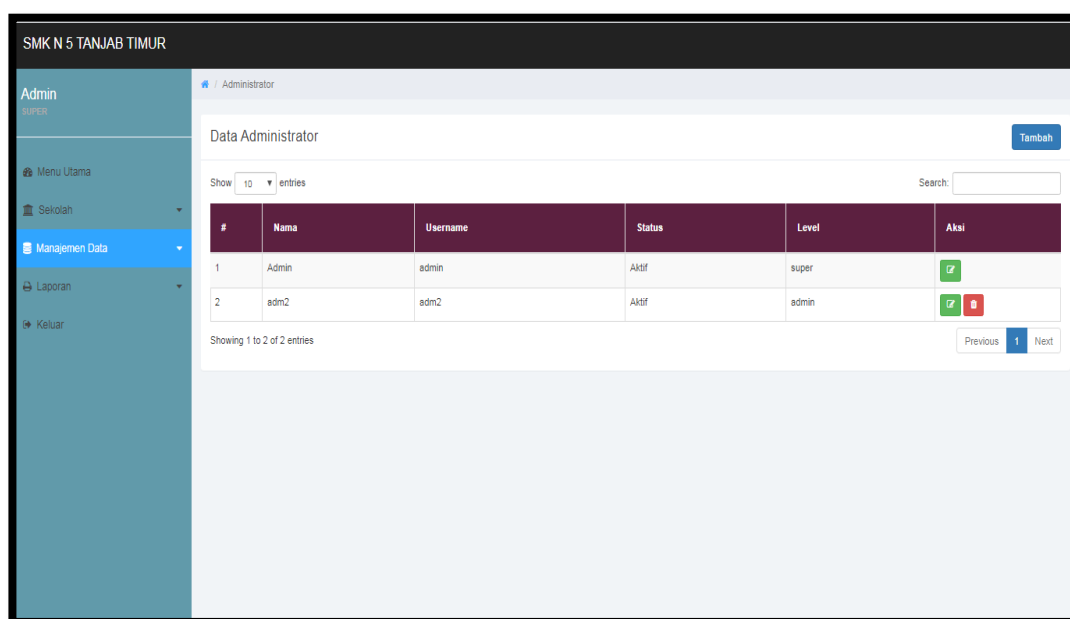 SMK N 5 TANJAB TIMUR
Admin
SUPER
Menu Utama
Sekolah
Manajemen Data
Laporan
Keluar
/ Administrator
Data Administrator
Tambah
Show 10 entries
Search:
# Nama Username Status Level Aksi
1 Admin admin Aktif super
2 adm2 adm2 Aktif admin
Showing 1 to 2 of 2 entries
Previous 1 Next